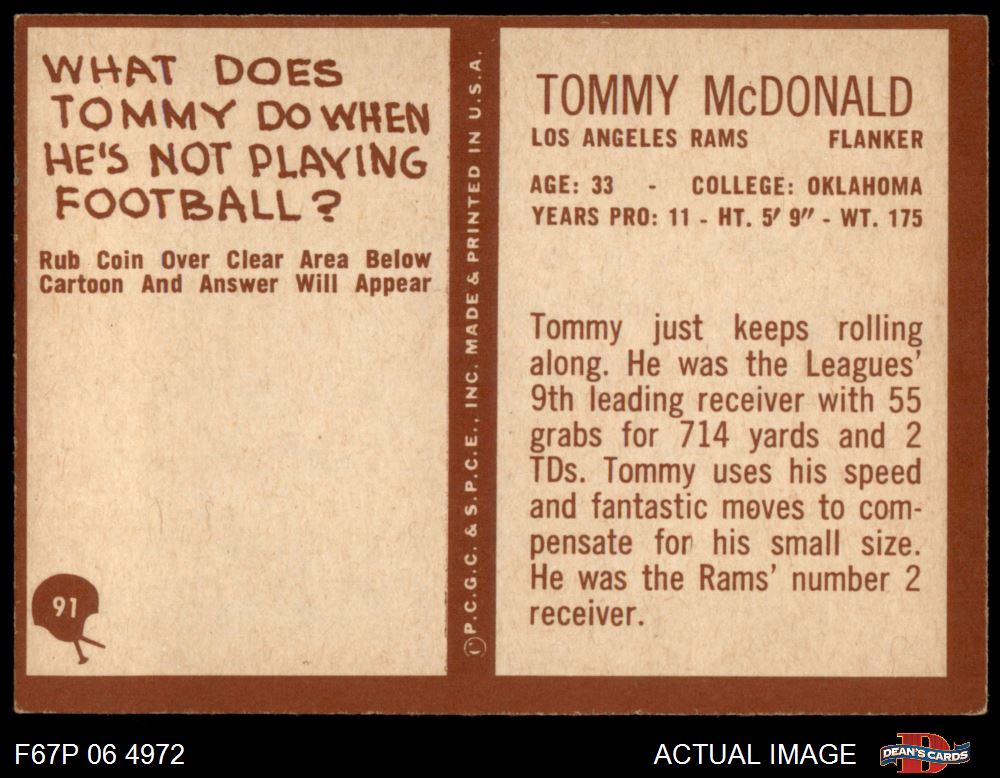 WHAT DOES
TOMMY DO WHEN
HE'S NOT PLAYING
FOOTBALL?
Rub Coin Over Clear Area Below
Cartoon And Answer Will Appear
91
© P.C.G.C. & S.P.C.E., INC. MADE & PRINTED IN U.S.A.
TOMMY McDONALD
LOS ANGELES RAMS FLANKER
AGE: 33 - COLLEGE: OKLAHOMA
YEARS PRO: 11 - HT. 5' 9" - WT. 175
Tommy just keeps rolling
along. He was the Leagues'
9th leading receiver with 55
grabs for 714 yards and 2
TDs. Tommy uses his speed
and fantastic moves to com-
pensate for his small size.
He was the Rams' number 2
receiver.
F67P 06 4972
ACTUAL IMAGE
DEAN'S CARDS